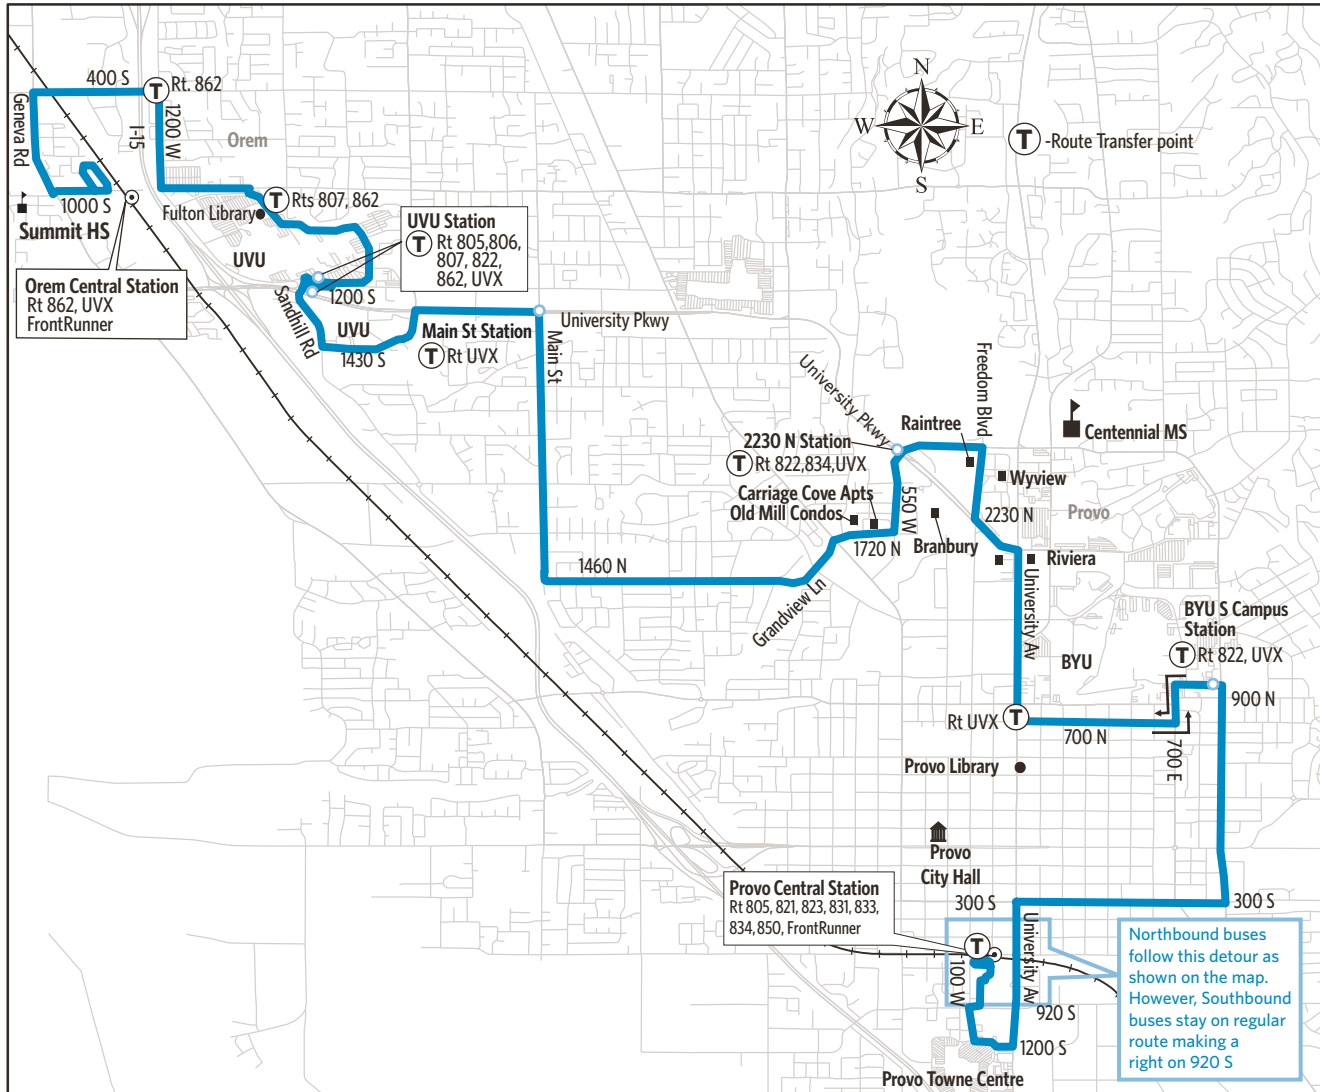 N
W
E
S
T -Route Transfer point
400 S
T Rt. 862
Geneva Rd
I-15
1200 W
Orem
1000 S
Summit HS
Fulton Library
T Rts 807, 862
UVU
UVU Station
T Rt 805,806,
807, 822,
862, UVX
Orem Central Station
Rt 862, UVX
FrontRunner
Sandhill Rd
1200 S
UVU
1430 S
Main St Station
T Rt UVX
University Pkwy
Main St
University Pkwy
Freedom Blvd
Raintree
Centennial MS
2230 N Station
T Rt 822,834,UVX
Wyview
Carriage Cove Apts
Old Mill Condos
550 W
2230 N
Provo
1720 N
Branbury
Riviera
1460 N
Grandview Ln
University Av
BYU S Campus
Station
T Rt 822, UVX
BYU
900 N
Rt UVX T
700 N
700 E
Provo Library
Provo
City Hall
Provo Central Station
Rt 805, 821, 823, 831, 833,
834,850, FrontRunner
300 S
300 S
T
100 W
University Av
920 S
1200 S
Provo Towne Centre
Northbound buses
follow this detour as
shown on the map.
However, Southbound
buses stay on regular
route making a
right on 920 S